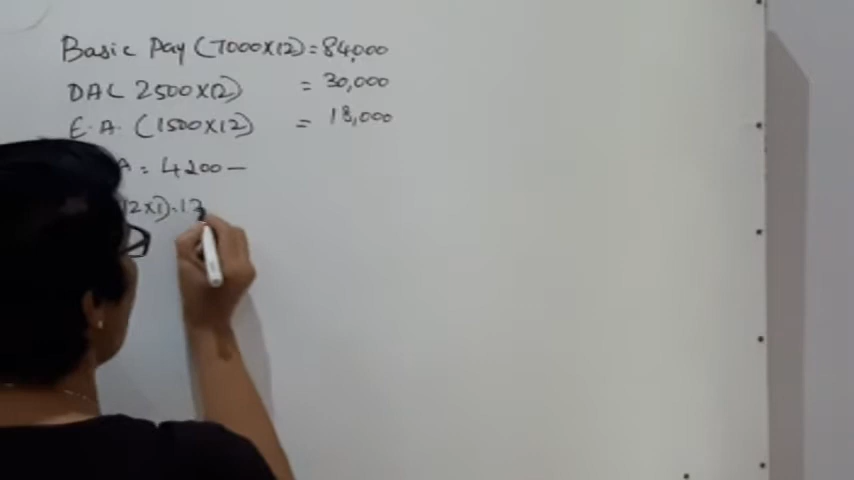 Basic Pay (7000x12) = 84,000
DA( 2500x12) = 30,000
E.A. (1500x12) = 18,000
A = 4200 —
12x1)-12